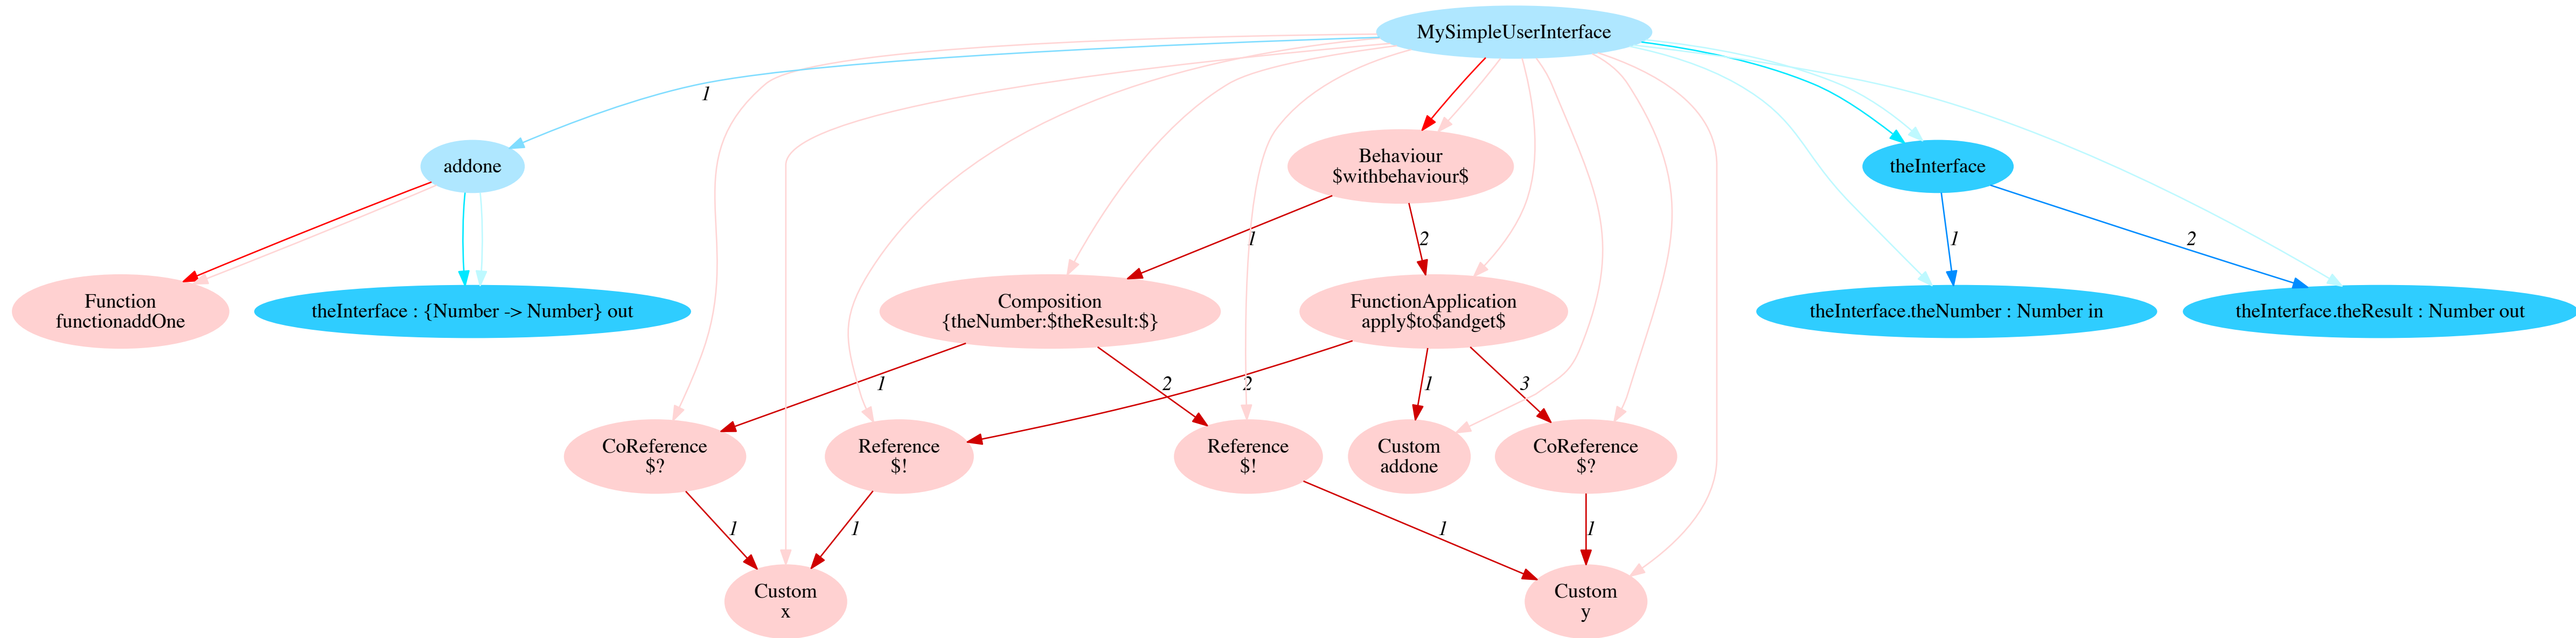 MySimpleUserInterface
1
addone
Behaviour
$withbehaviour$
theInterface
1
2
1
2
Function
functionaddOne
theInterface : {Number -> Number} out
Composition
{theNumber:$theResult:$}
FunctionApplication
apply$to$andget$
theInterface.theNumber : Number in
theInterface.theResult : Number out
1
2
2
1
3
CoReference
$?
Reference
$!
Reference
$!
Custom
addone
CoReference
$?
1
1
1
1
Custom
x
Custom
y